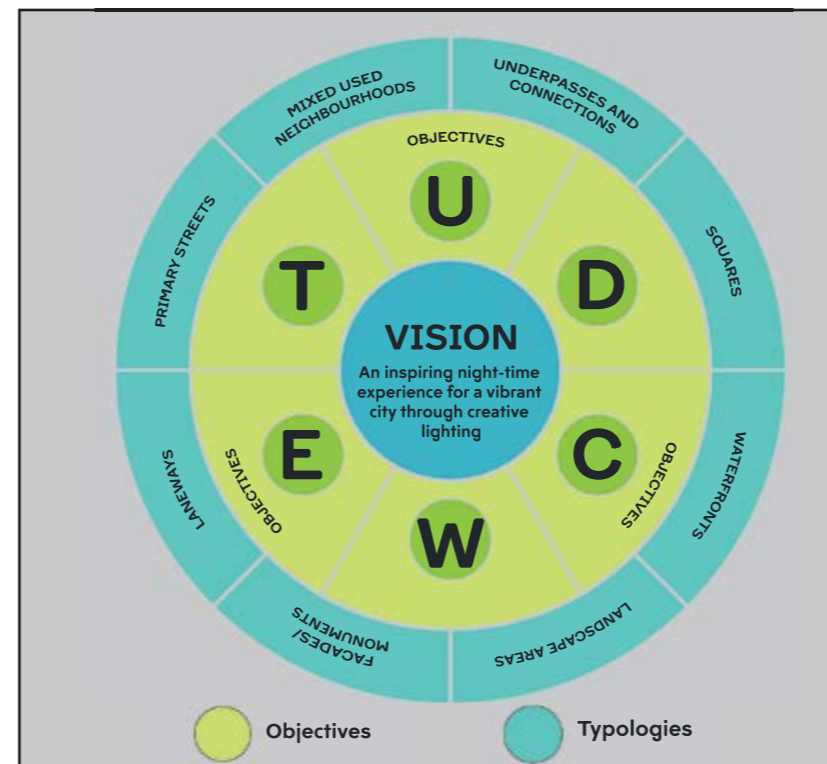 MIXED USED
NEIGHBOURHOODS
UNDERPASSES AND
CONNECTIONS
SQUARES
WATERFRONTS
LANDSCAPE AREAS
FACADES/
MONUMENTS
LANEWAYS
PRIMARY STREETS
OBJECTIVES
U
D
C
OBJECTIVES
W
E
OBJECTIVES
T
VISION
An inspiring night-time
experience for a vibrant
city through creative
lighting
Objectives
Typologies